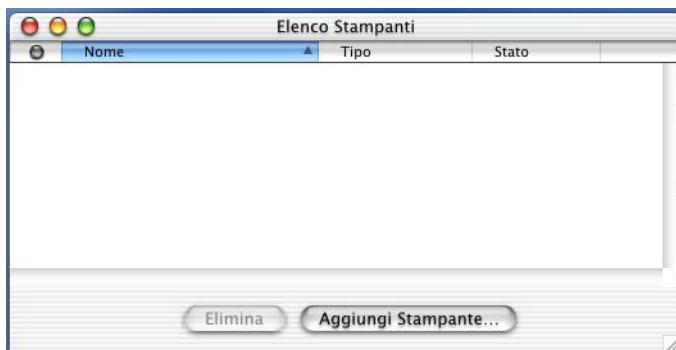 Elenco Stampanti
Nome Tipo Stato
Elimina Aggiungi Stampante...